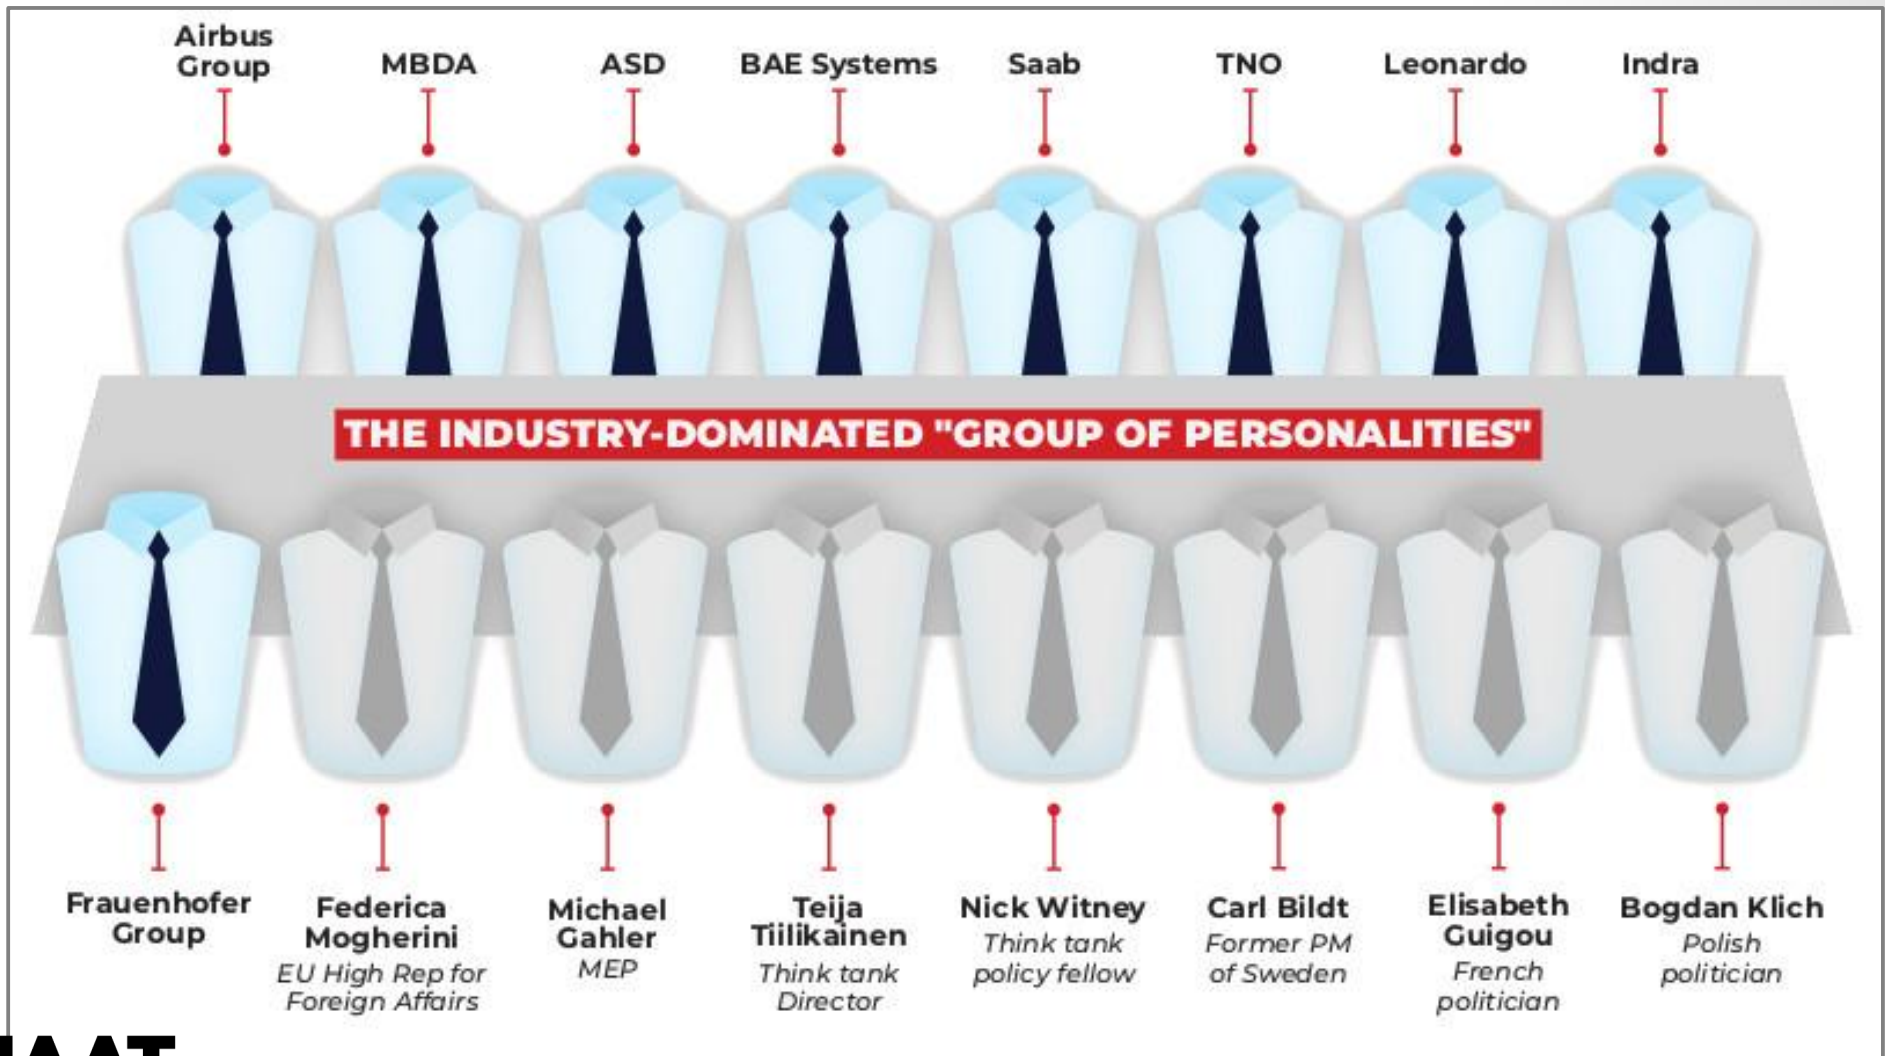 Airbus
Group
MBDA
ASD
BAE Systems
Saab
TNO
Leonardo
Indra
THE INDUSTRY-DOMINATED "GROUP OF PERSONALITIES"
Frauenhofer
Group
Federica
Mogherini
EU High Rep for
Foreign Affairs
Michael
Gahler
MEP
Teija
Tiilikainen
Think tank
Director
Nick Witney
Think tank
policy fellow
Carl Bildt
Former PM
of Sweden
Elisabeth
Guigou
French
politician
Bogdan Klich
Polish
politician